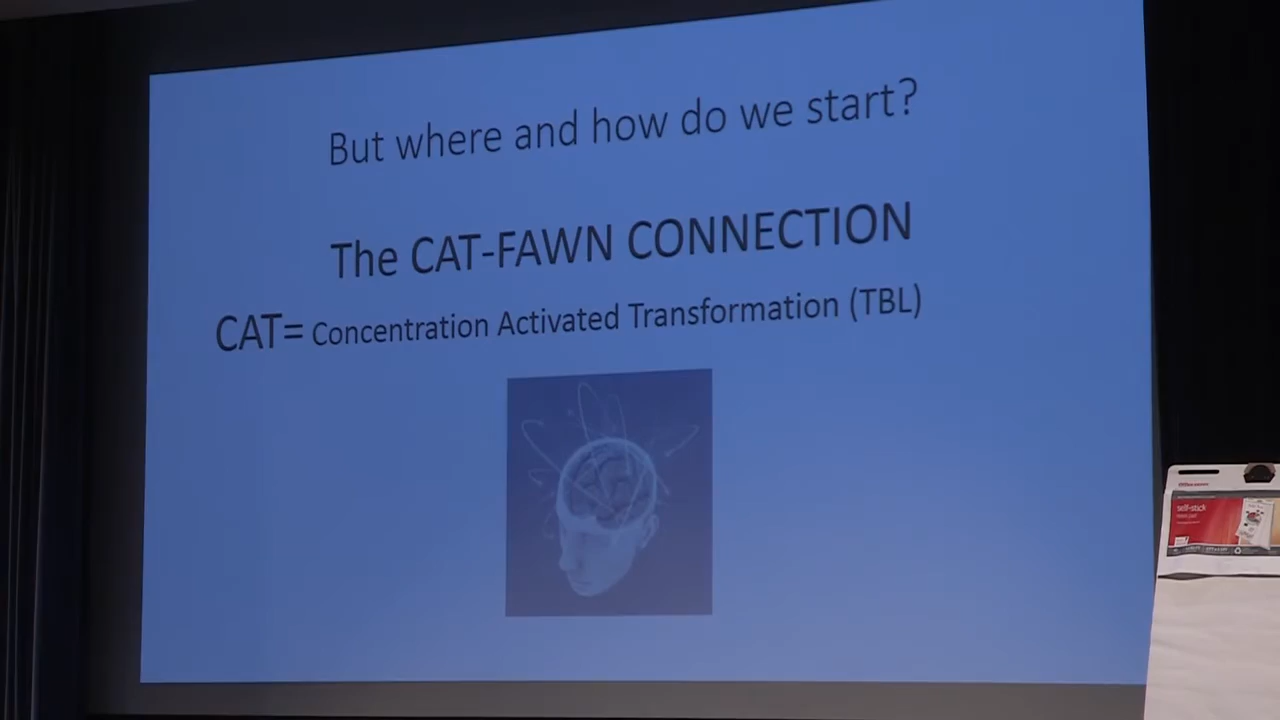 But where and how do we start?
The CAT-FAWN CONNECTION
CAT= Concentration Activated Transformation (TBL)
self-stick